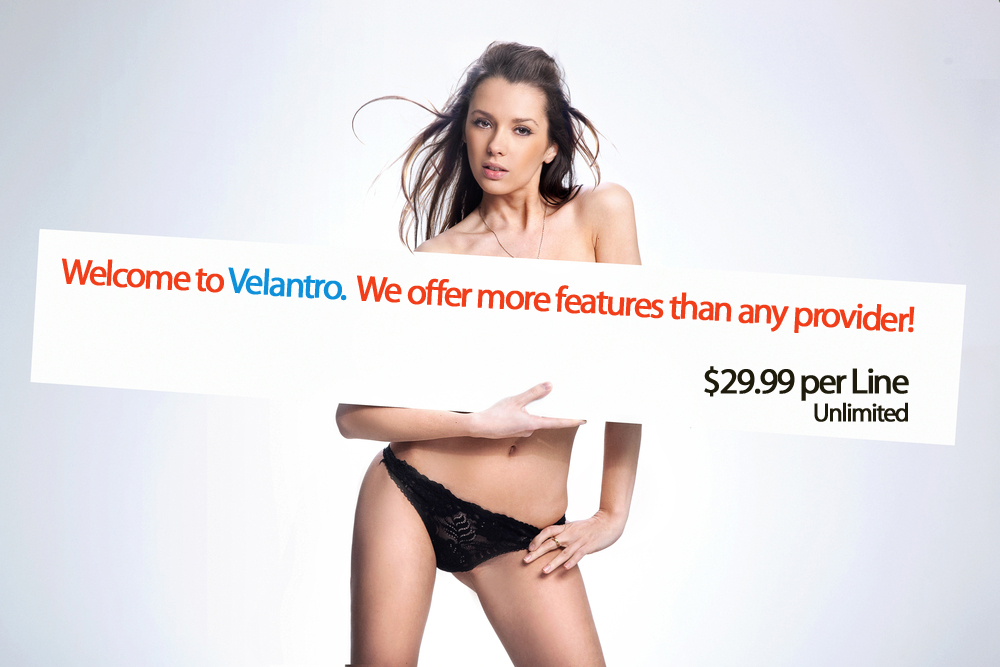 Welcome to Velantro. We offer more features than any provider!
$29.99 per Line
Unlimited